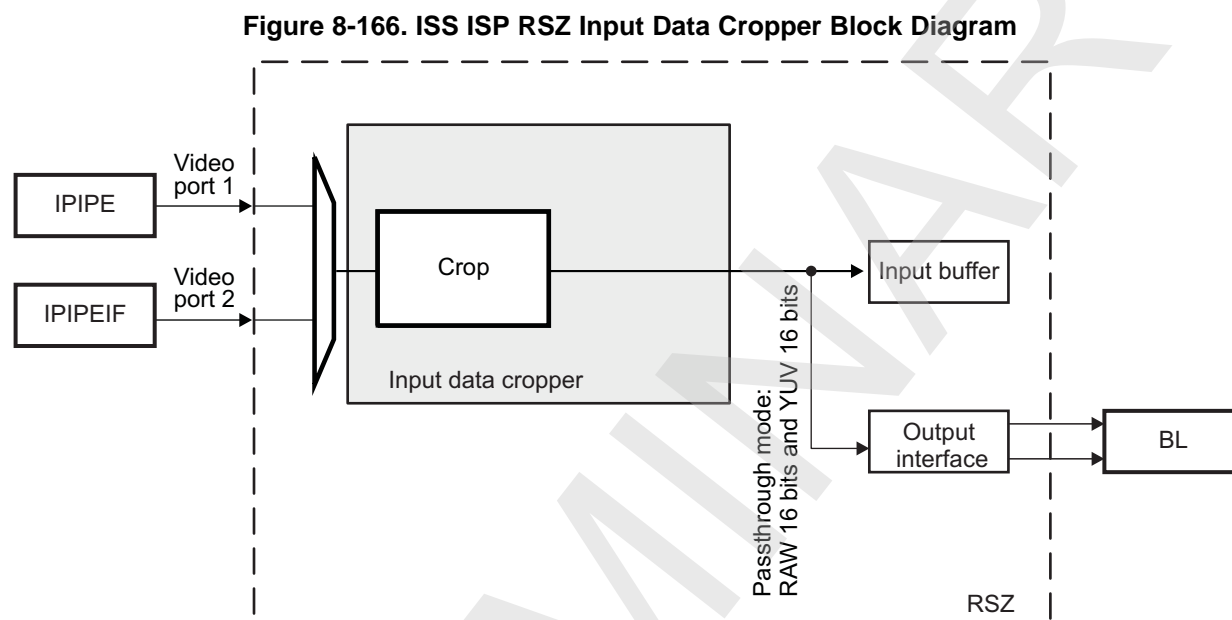 Figure 8-166. ISS ISP RSZ Input Data Cropper Block Diagram
Video
port 1
IPIPE
Video
port 2
IPIPEIF
Crop
Input data cropper
Input buffer
Passthrough mode:
RAW 16 bits and YUV 16 bits
Output
interface
BL
RSZ